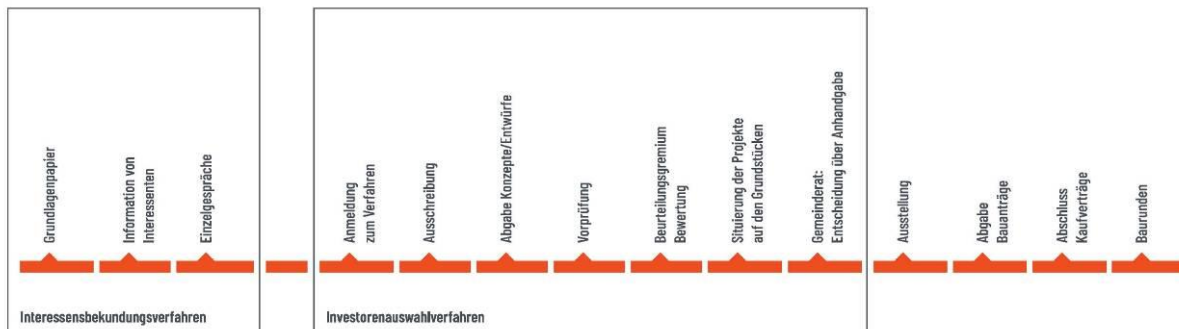 Grundlagenpapier
Information von
Interessenten
Einzelgespräche
Anmeldung
zum Verfahren
Ausschreibung
Abgabe Konzepte/Entwürfe
Vorprüfung
Beurteilungsgremium
Bewertung
Situierung der Projekte
auf den Grundstücken
Gemeinderat:
Entscheidung über Anhandgabe
Ausstellung
Abgabe
Bauanträge
Abschluss
Kaufverträge
Baurunden
Interessensbekundungsverfahren
Investorenauswahlverfahren